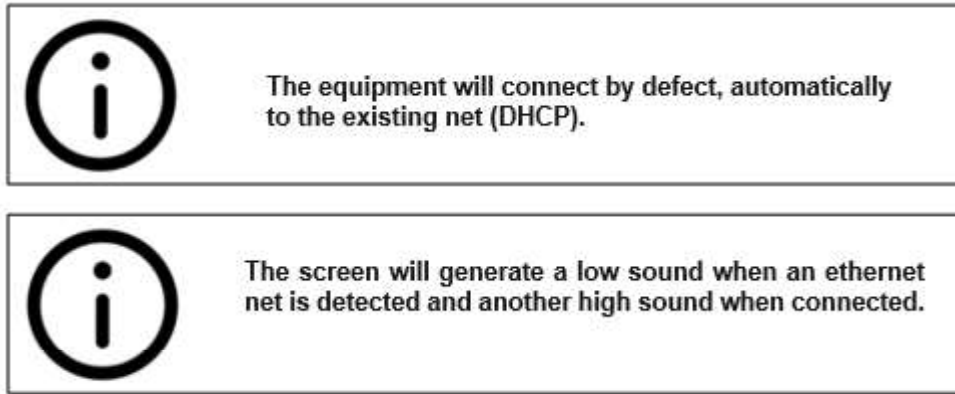 The equipment will connect by defect, automatically
to the existing net (DHCP).
The screen will generate a low sound when an ethernet
net is detected and another high sound when connected.